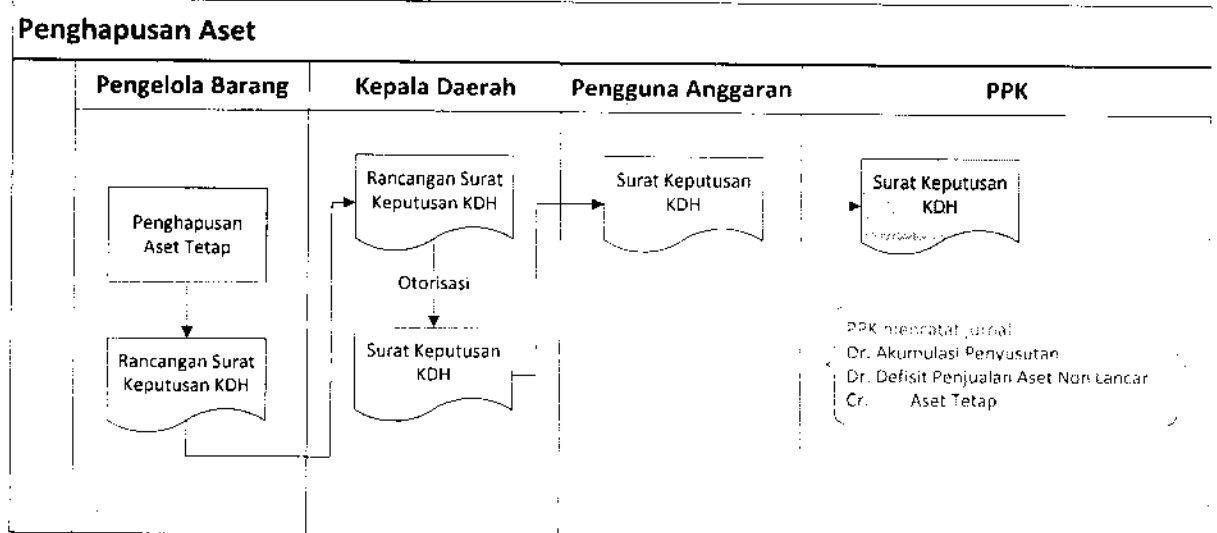 Penghapusan Aset
Pengelola Barang
Kepala Daerah
Pengguna Anggaran
PPK
Penghapusan
Aset Tetap
Rancangan Surat
Keputusan KDH
Rancangan Surat
Keputusan KDH
Otorisasi
Surat Keputusan
KDH
Surat Keputusan
KDH
Surat Keputusan
KDH
PPK mencatat jurnal
Dr. Akumulasi Penyusutan
Dr. Defisit Penjualan Aset Non Lancar
Cr. Aset Tetap